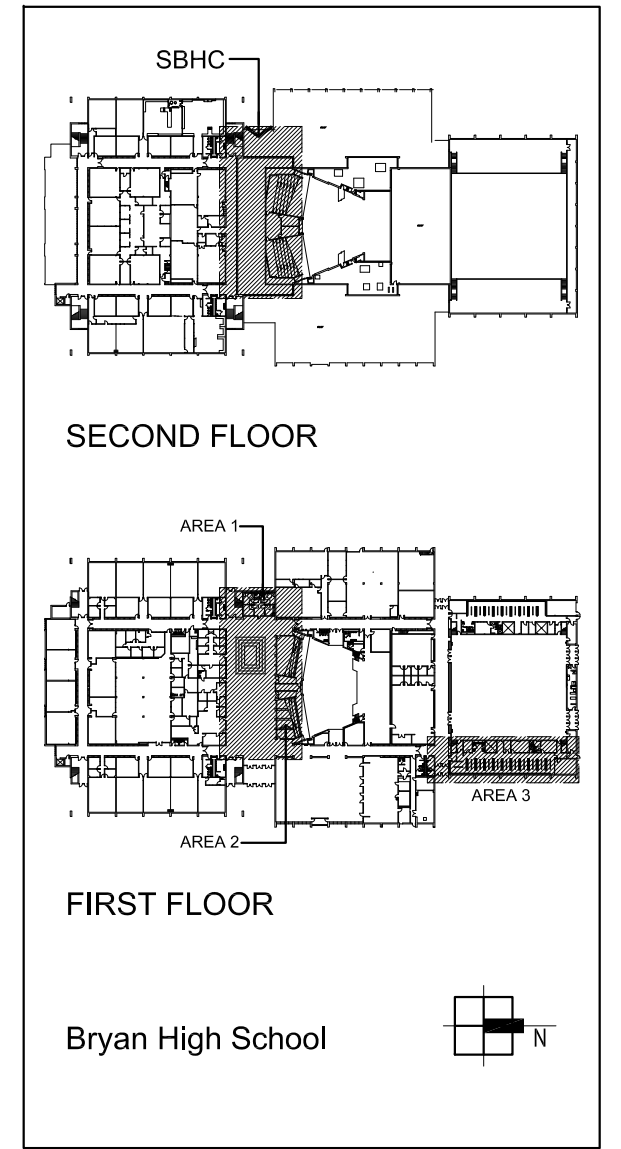 SBHC
SECOND FLOOR
AREA 1
AREA 3
AREA 2
FIRST FLOOR
Bryan High School
N